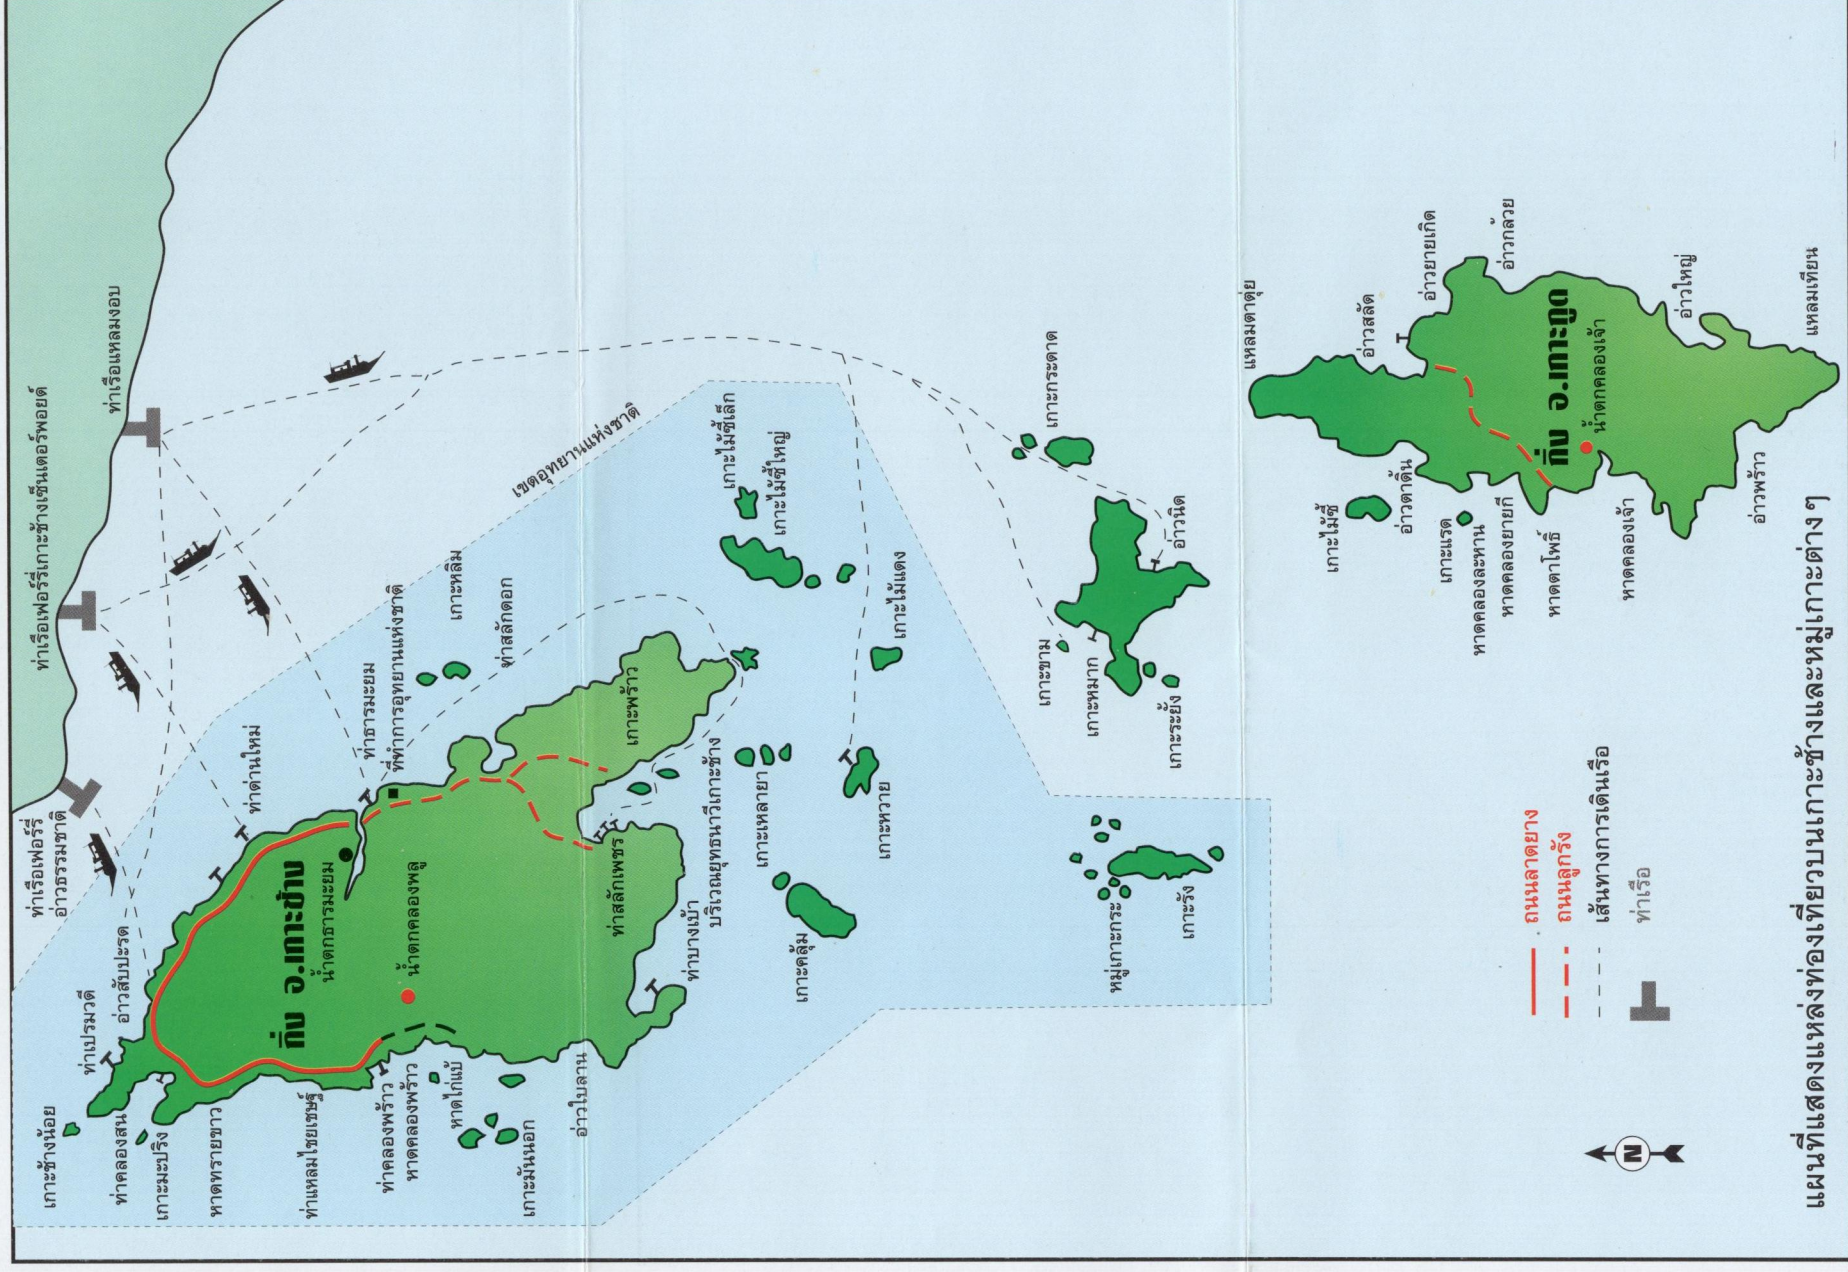 ท่าเรือแหลมงอบ
ท่าเรือเฟอร์รี่เกาะช้างเซ็นเตอร์พอยต์
ท่าเรือเฟอร์รี่
อ่าวธรรมชาติ
เขตอุทยานแห่งชาติ
ท่าด่านใหม่
ท่าธารมะยม
ที่ทำการอุทยานแห่งชาติ
เกาะหลิม
ท่าสลักดอก
เกาะไม้ซี้เล็ก
เกาะไม้ซี้ใหญ่
เกาะไม้แดง
เกาะพร้าว
ท่าเปรมวดี
อ่าวสับปะรด
กิ่ง อ.เกาะช้าง
น้ำตกธารมะยม
น้ำตกคลองพลู
ท่าสลักเพชร
ท่าบางเบ้า
บริเวณยุทธนาวีเกาะช้าง
เกาะเหลายา
เกาะคลุ้ม
เกาะหวาย
เกาะช้างน้อย
ท่าคลองสน
เกาะมะปริง
หาดทรายขาว
ท่าแหลมไชยเชษฐ์
ท่าคลองพร้าว
หาดคลองพร้าว
หาดไก่แบ้
เกาะมันนอก
อ่าวใบลาน
เกาะกระดาด
อ่าวนิด
เกาะขาม
เกาะหมาก
เกาะระยั้ง
หมู่เกาะกระ
เกาะรัง
แหลมตาตุ่ย
อ่าวสลัด
อ่าวยายเกิด
อ่าวกล้วย
อ่าวใหญ่
แหลมเทียน
กิ่ง อ.เกาะกูด
น้ำตกคลองเจ้า
เกาะไม้ซี้
อ่าวตาติ้น
เกาะแรด
หาดคลองละหาน
หาดคลองยายกี
หาดตาโพธิ์
หาดคลองเจ้า
อ่าวพร้าว
ถนนลาดยาง
ถนนลูกรัง
เส้นทางการเดินเรือ
ท่าเรือ
N
แผนที่แสดงแหล่งท่องเที่ยวบนเกาะช้างและหมู่เกาะต่าง ๆ